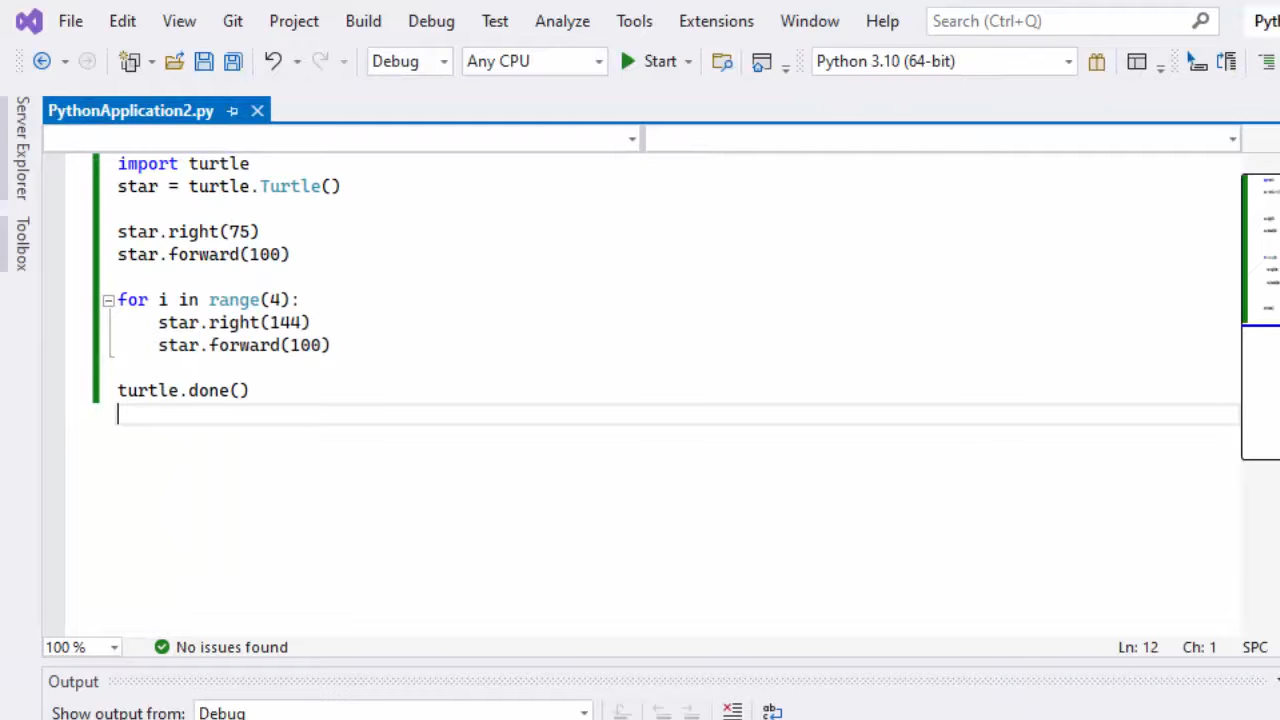 File Edit View Git Project Build Debug Test Analyze Tools Extensions Window Help Search (Ctrl+Q)
Debug Any CPU Start Python 3.10 (64-bit)
Server Explorer
Toolbox
PythonApplication2.py
import turtle
star = turtle.Turtle()
star.right(75)
star.forward(100)
for i in range(4):
    star.right(144)
    star.forward(100)
turtle.done()
100 % No issues found Ln: 12 Ch: 1 SPC
Output
Show output from: Debug